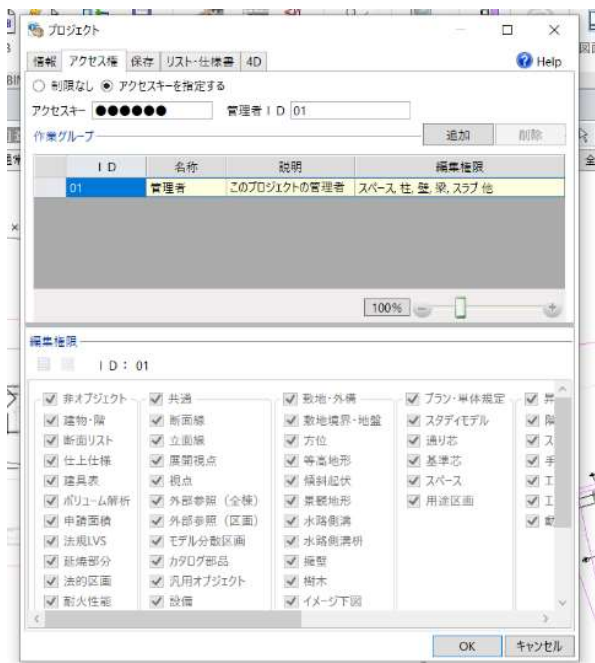 プロジェクト
情報 アクセス権 保存 リスト・仕様書 4D Help
制限なし アクセスキーを指定する
アクセスキー ●●●●●● 管理者ＩＤ 01
作業グループ 追加 削除
ＩＤ 名称 説明 編集権限
01 管理者 このプロジェクトの管理者 スペース, 柱, 壁, 梁, スラブ 他
100%
編集権限
ＩＤ： 01
非オブジェクト 共通 敷地・外構 プラン・単体規定
建物・階 断面線 敷地境界・地盤 スタディモデル
断面リスト 立面線 方位 通り芯
仕上仕様 展開視点 等高地形 基準芯
建具表 視点 傾斜起伏 スペース
ボリューム解析 外部参照（全棟） 景観地形 用途区画
申請面積 外部参照（区画） 水路側溝
法規LVS モデル分散区画 水路側溝桝
延焼部分 カタログ部品 擁壁
法的区画 汎用オブジェクト 樹木
耐火性能 設備 イメージ下図
OK キャンセル